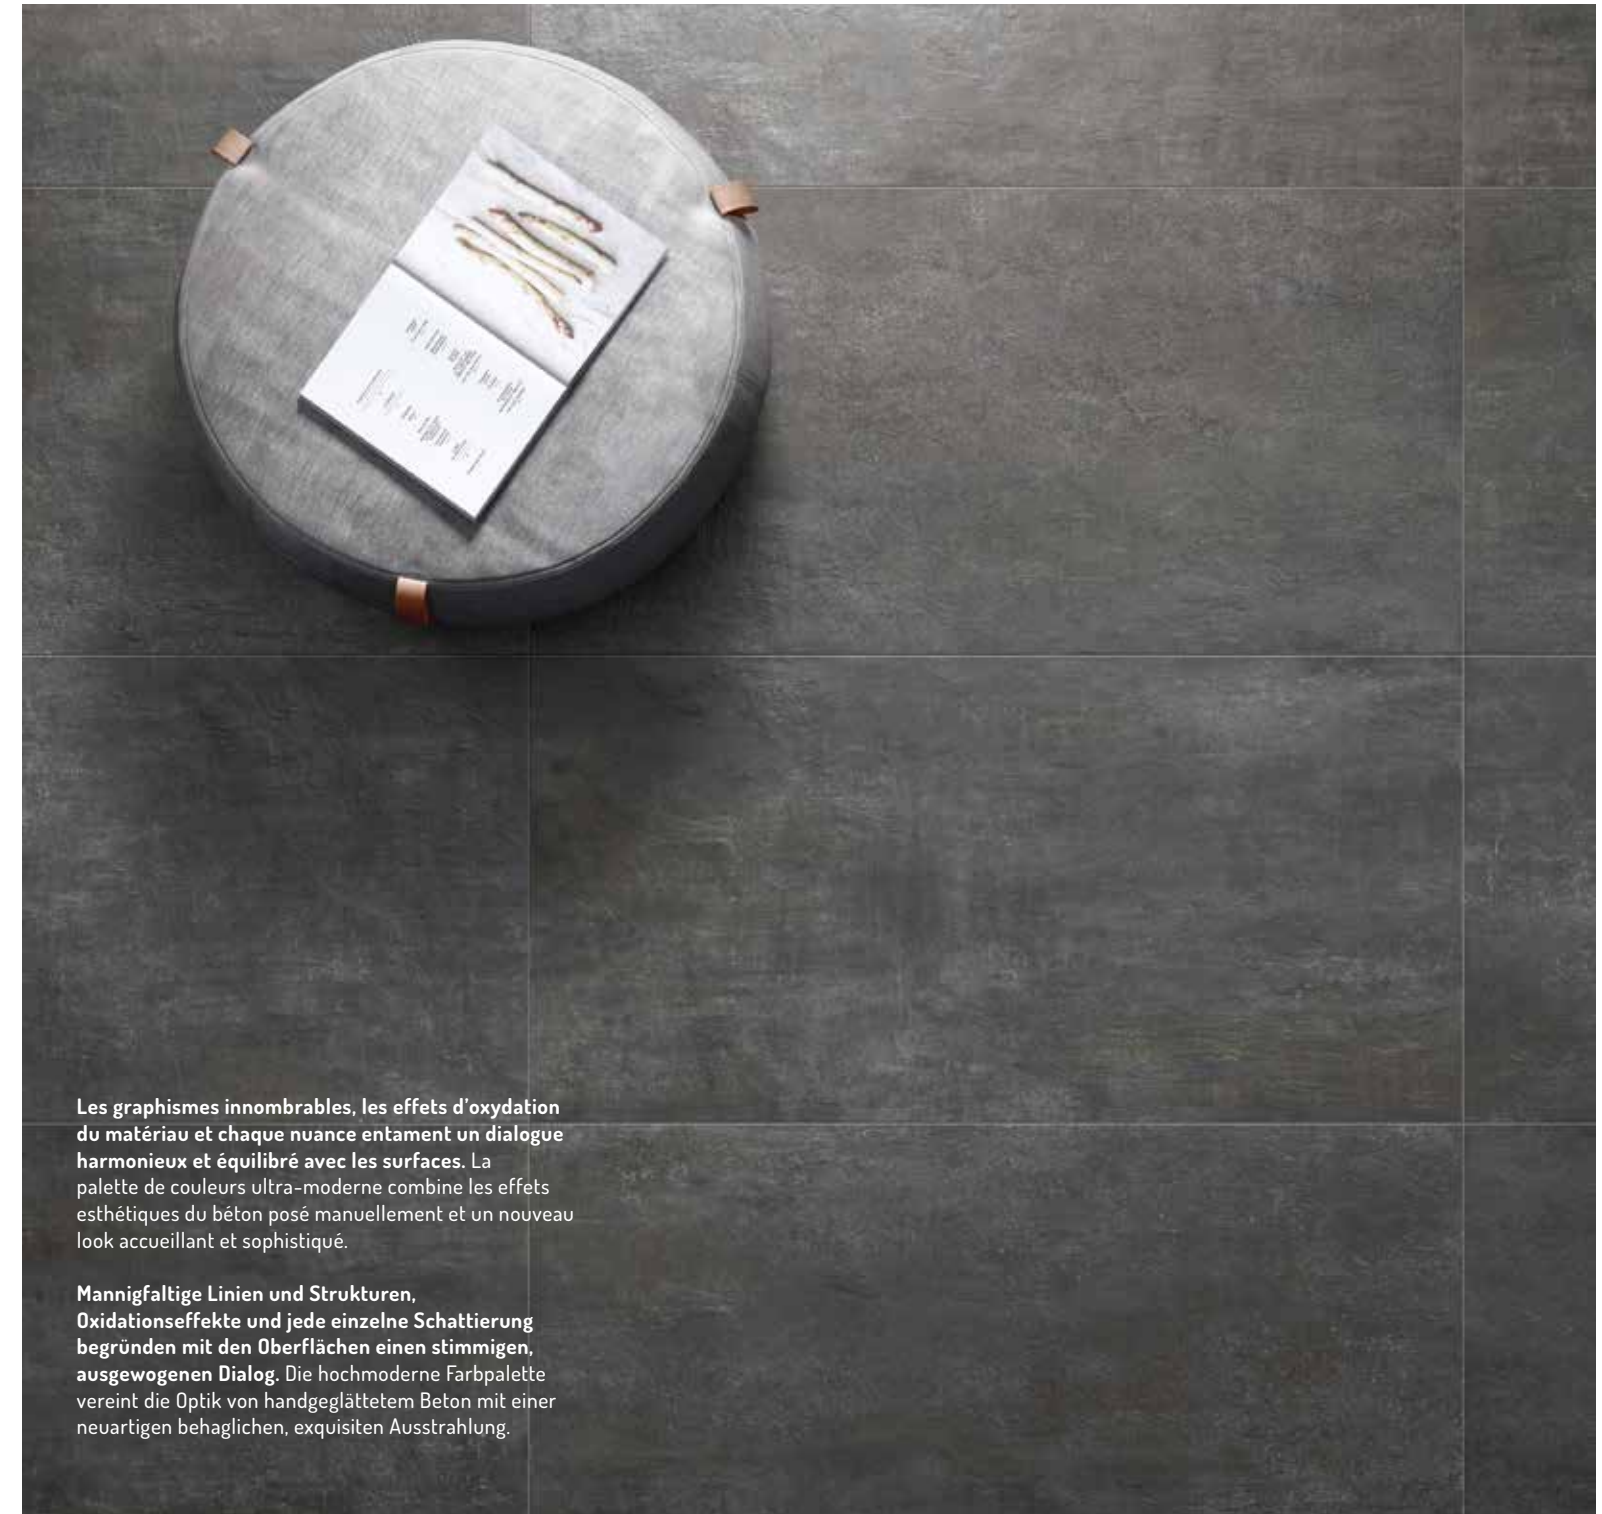 Les graphismes innombrables, les effets d’oxydation
du matériau et chaque nuance entament un dialogue
harmonieux et équilibré avec les surfaces. La
palette de couleurs ultra-moderne combine les effets
esthétiques du béton posé manuellement et un nouveau
look accueillant et sophistiqué.
Mannigfaltige Linien und Strukturen,
Oxidationseffekte und jede einzelne Schattierung
begründen mit den Oberflächen einen stimmigen,
ausgewogenen Dialog. Die hochmoderne Farbpalette
vereint die Optik von handgeglättetem Beton mit einer
neuartigen behaglichen, exquisiten Ausstrahlung.